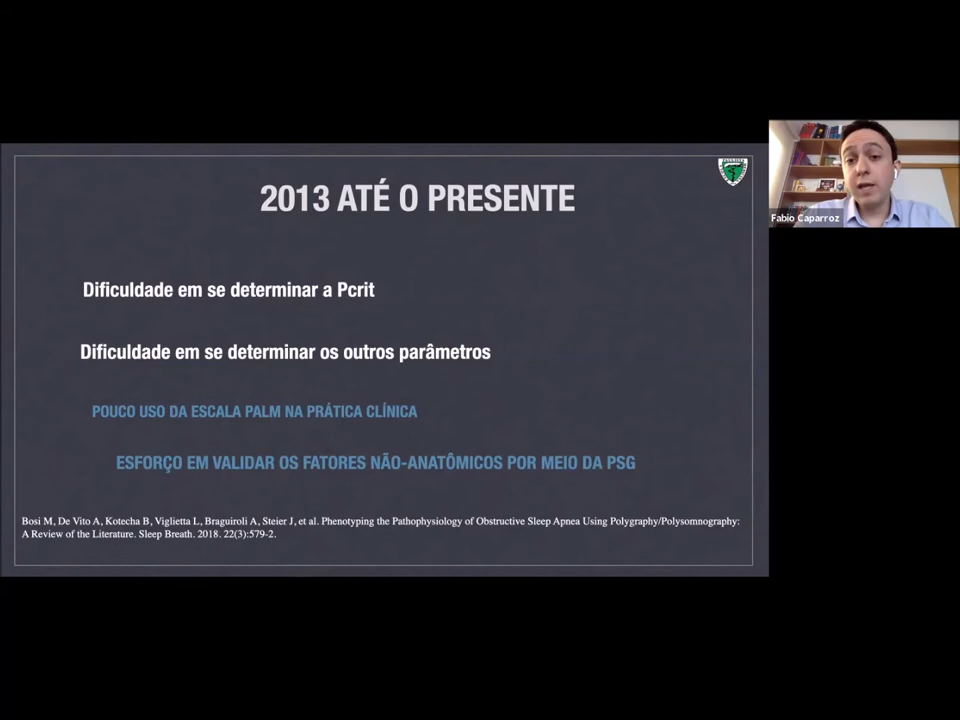 2013 ATÉ O PRESENTE
Dificuldade em se determinar a Pcrit
Dificuldade em se determinar os outros parâmetros
POUCO USO DA ESCALA PALM NA PRÁTICA CLÍNICA
ESFORÇO EM VALIDAR OS FATORES NÃO-ANATÔMICOS POR MEIO DA PSG
Bosi M, De Vito A, Kotecha B, Viglietta L, Braguiroli A, Steier J, et al. Phenotyping the Pathophysiology of Obstructive Sleep Apnea Using Polygraphy/Polysomnography:
A Review of the Literature. Sleep Breath. 2018. 22(3):579-2.
PAULISTA
Fabio Caparroz